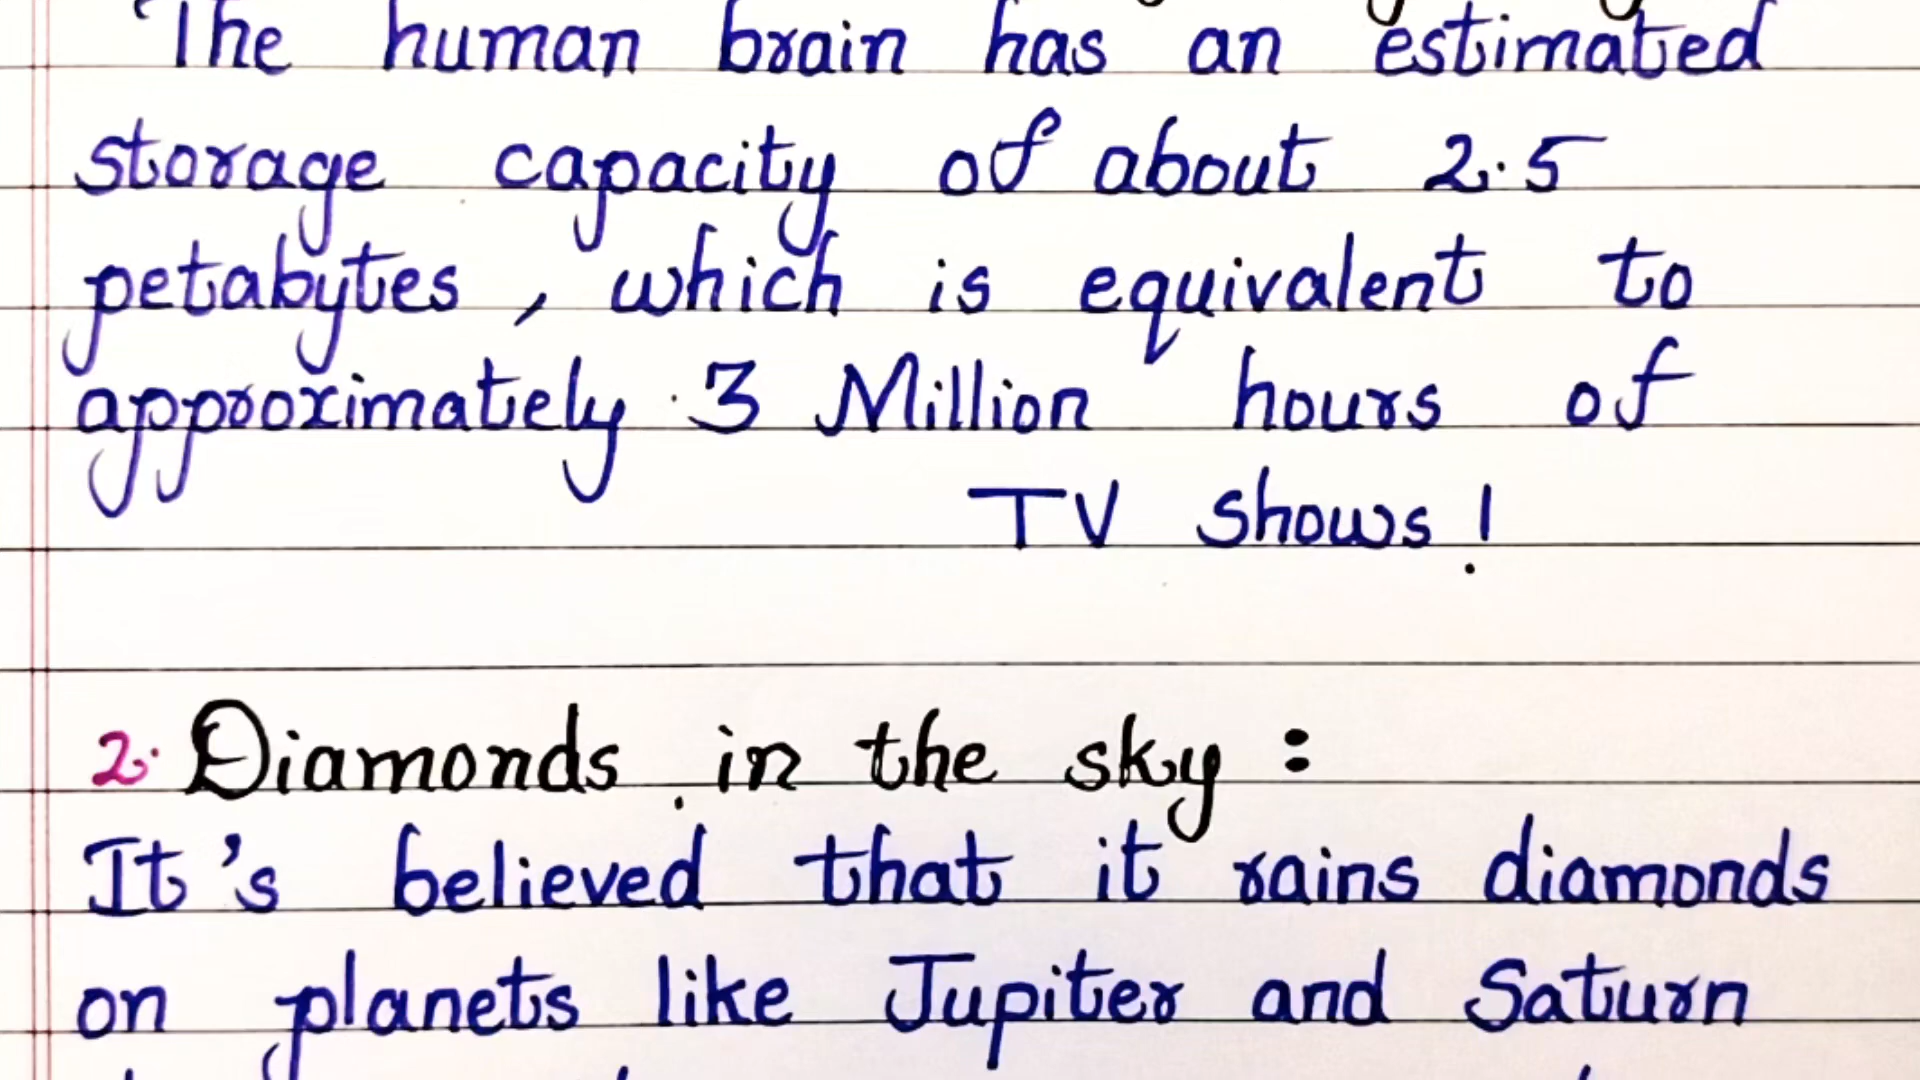 The human brain has an estimated
storage capacity of about 2.5
petabytes, which is equivalent to
approximately 3 Million hours of
TV shows!
2. Diamonds in the sky:
It's believed that it rains diamonds
on planets like Jupiter and Saturn